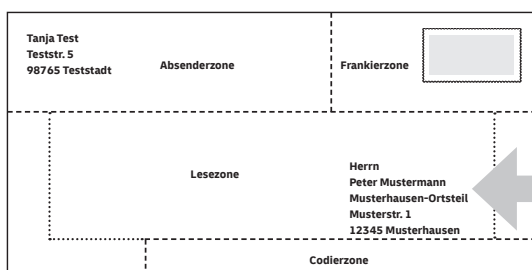 Tanja Test
Teststr. 5
98765 Teststadt
Absenderzone
Frankierzone
Lesezone
Herrn
Peter Mustermann
Musterhausen-Ortsteil
Musterstr. 1
12345 Musterhausen
Codierzone